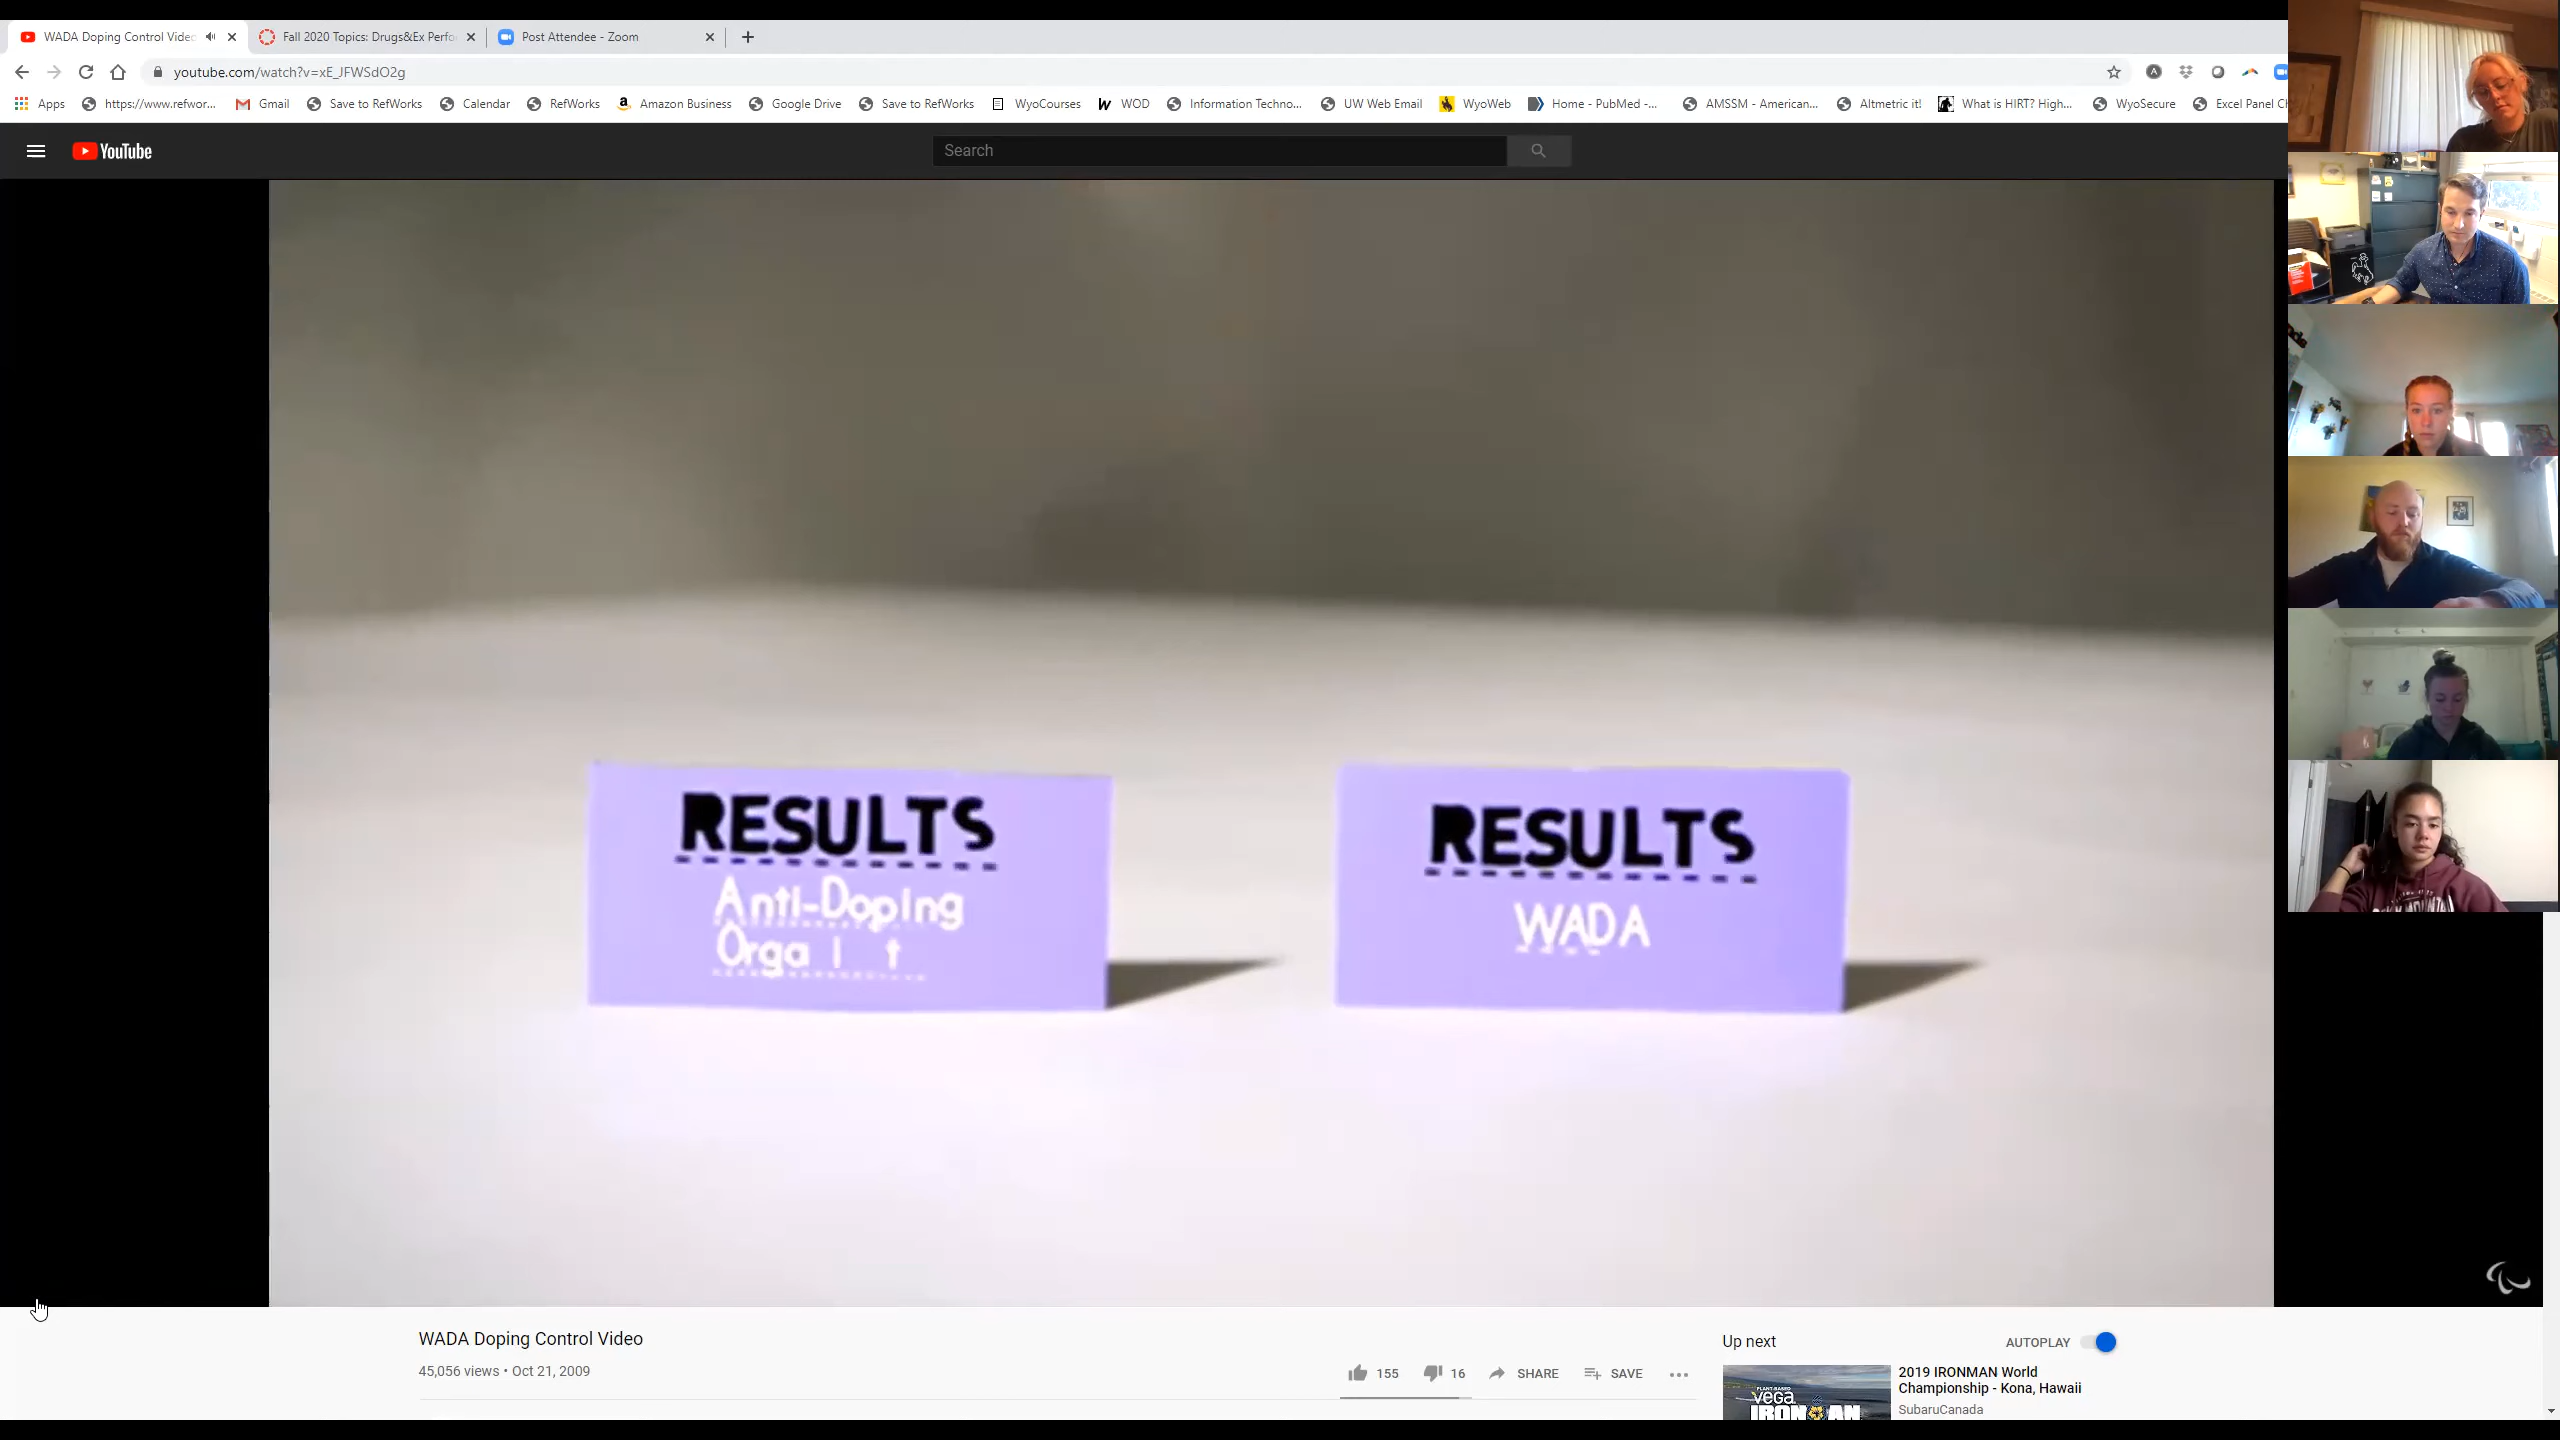 WADA Doping Control Video
Fall 2020 Topics: Drugs&Ex Perfo
Post Attendee - Zoom
youtube.com/watch?v=xE_JFWSdO2g
Apps
https://www.refwor...
Gmail
Save to RefWorks
Calendar
RefWorks
Amazon Business
Google Drive
Save to RefWorks
WyoCourses
WOD
Information Techno...
UW Web Email
WyoWeb
Home - PubMed -...
AMSSM - American...
Altmetric it!
What is HIRT? High...
WyoSecure
Excel Panel Ch
YouTube
Search
RESULTS
Anti-Doping
Orga i t
RESULTS
WADA
WADA Doping Control Video
45,056 views • Oct 21, 2009
155
16
SHARE
SAVE
Up next
AUTOPLAY
2019 IRONMAN World
Championship - Kona, Hawaii
SubaruCanada
vega
IRONMAN